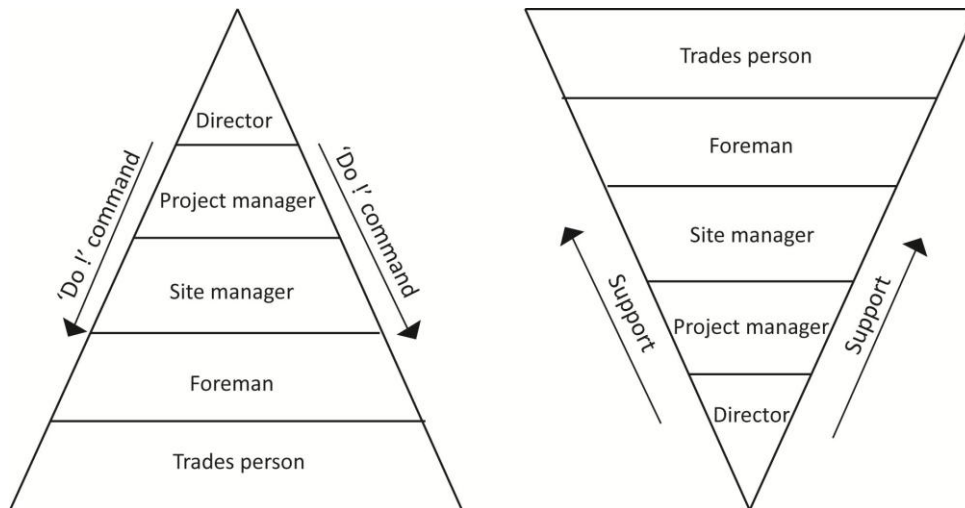 Director
Project manager
Site manager
Foreman
Trades person
‘Do !’ command
‘Do !’ command
Trades person
Foreman
Site manager
Project manager
Director
Support
Support